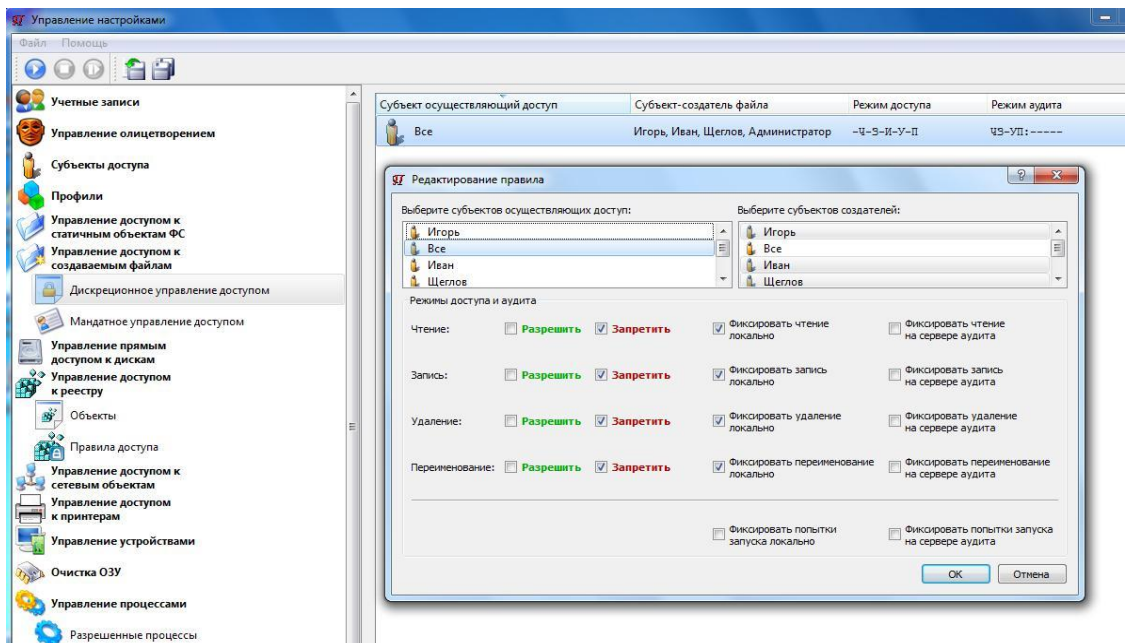 Управление настройками
Файл Помощь
Учетные записи
Управление олицетворением
Субъекты доступа
Профили
Управление доступом к
статичным объектам ФС
Управление доступом к
создаваемым файлам
Дискреционное управление доступом
Мандатное управление доступом
Управление прямым
доступом к дискам
Управление доступом
к реестру
Объекты
Правила доступа
Управление доступом к
сетевым объектам
Управление доступом
к принтерам
Управление устройствами
Очистка ОЗУ
Управление процессами
Разрешенные процессы
Субъект осуществляющий доступ Субъект-создатель файла Режим доступа Режим аудита
Все Игорь, Иван, Щеглов, Администратор -Ч-З-И-У-П ЧЗ-УП:-----
Редактирование правила
Выберите субъектов осуществляющих доступ: Выберите субъектов создателей:
Игорь Игорь
Все Все
Иван Иван
Щеглов Щеглов
Режимы доступа и аудита
Чтение: Разрешить Запретить Фиксировать чтение
локально Фиксировать чтение
на сервере аудита
Запись: Разрешить Запретить Фиксировать запись
локально Фиксировать запись
на сервере аудита
Удаление: Разрешить Запретить Фиксировать удаление
локально Фиксировать удаление
на сервере аудита
Переименование: Разрешить Запретить Фиксировать переименование
локально Фиксировать переименование
на сервере аудита
Фиксировать попытки
запуска локально Фиксировать попытки запуска
на сервере аудита
OK Отмена